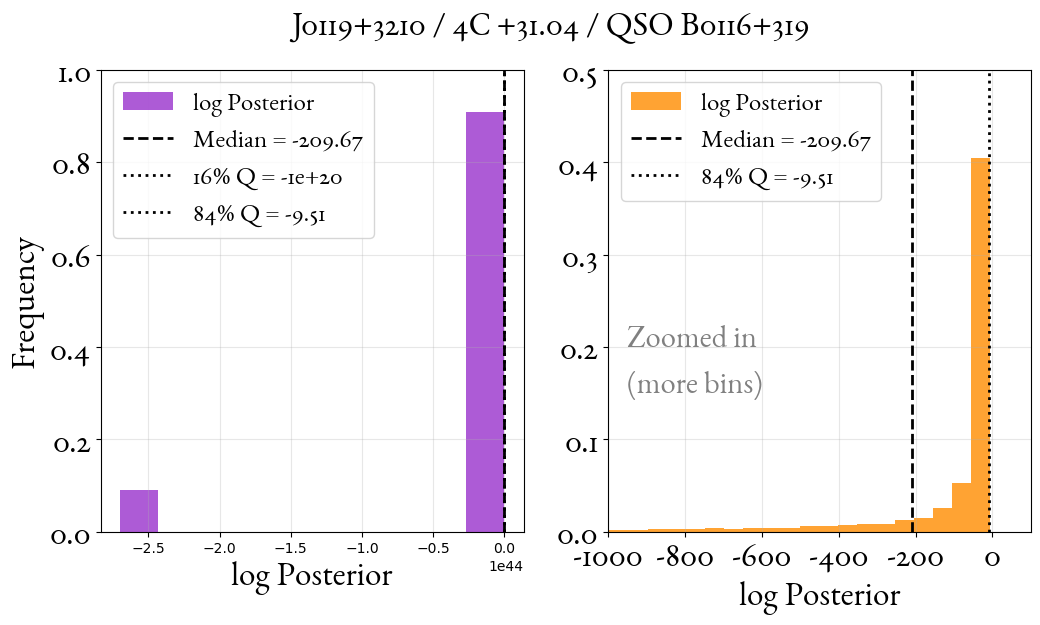 J0119+3210 / 4C +31.04 / QSO B0116+319
log Posterior
Median = -209.67
16% Q = -1e+20
84% Q = -9.51
Frequency
1.0
0.8
0.6
0.4
0.2
0.0
-2.5
-2.0
-1.5
-1.0
-0.5
0.0
1e44
log Posterior
log Posterior
Median = -209.67
84% Q = -9.51
Zoomed in
(more bins)
0.5
0.4
0.3
0.2
0.1
0.0
-1000
-800
-600
-400
-200
0
log Posterior